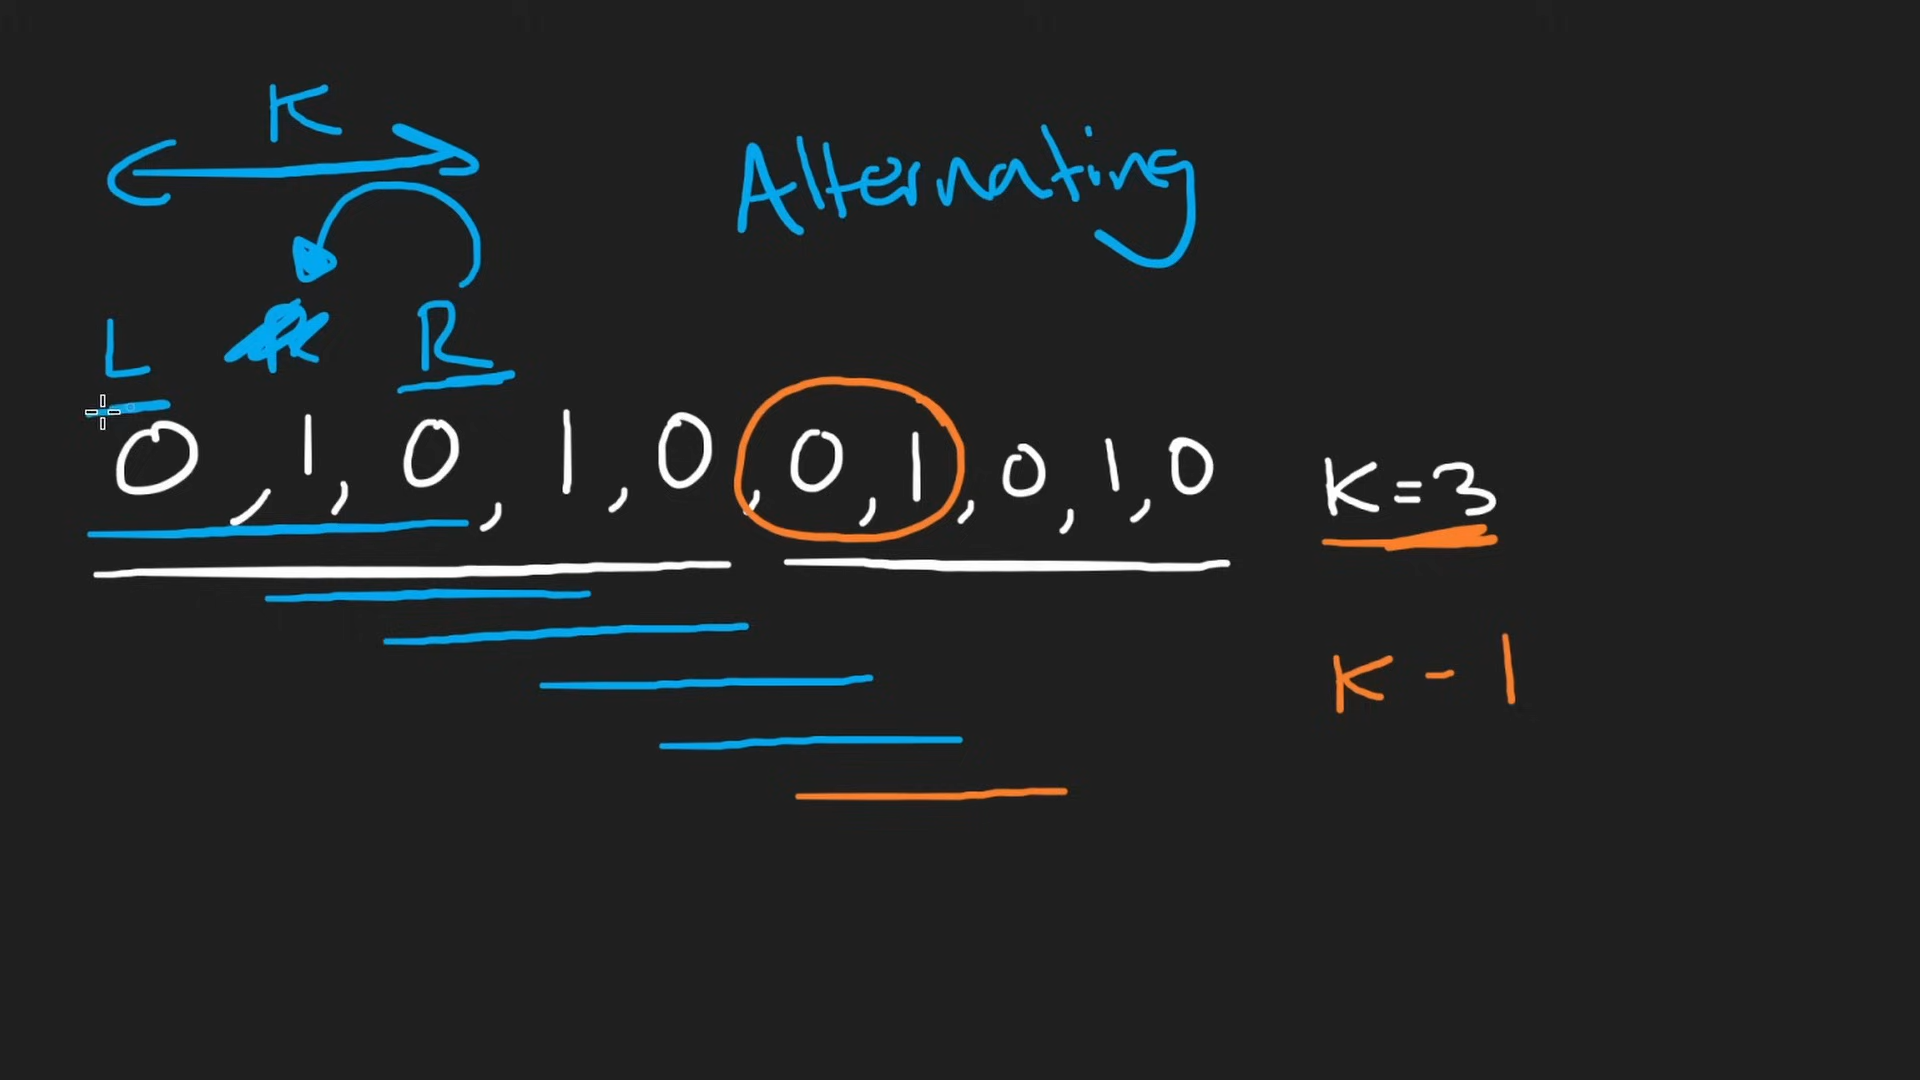 K
Alternating
L R
0, 1, 0, 1, 0, 0, 1, 0, 1, 0 K=3
K - 1